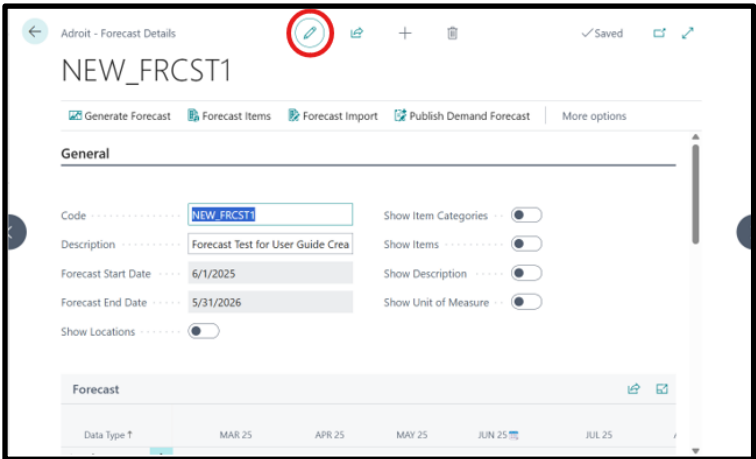 Adroit - Forecast Details
Saved
NEW_FRCST1
Generate Forecast Forecast Items Forecast Import Publish Demand Forecast More options
General
Code NEW_FRCST1 Show Item Categories
Description Forecast Test for User Guide Crea Show Items
Forecast Start Date 6/1/2025 Show Description
Forecast End Date 5/31/2026 Show Unit of Measure
Show Locations
Forecast
Data Type ↑ MAR 25 APR 25 MAY 25 JUN 25 JUL 25